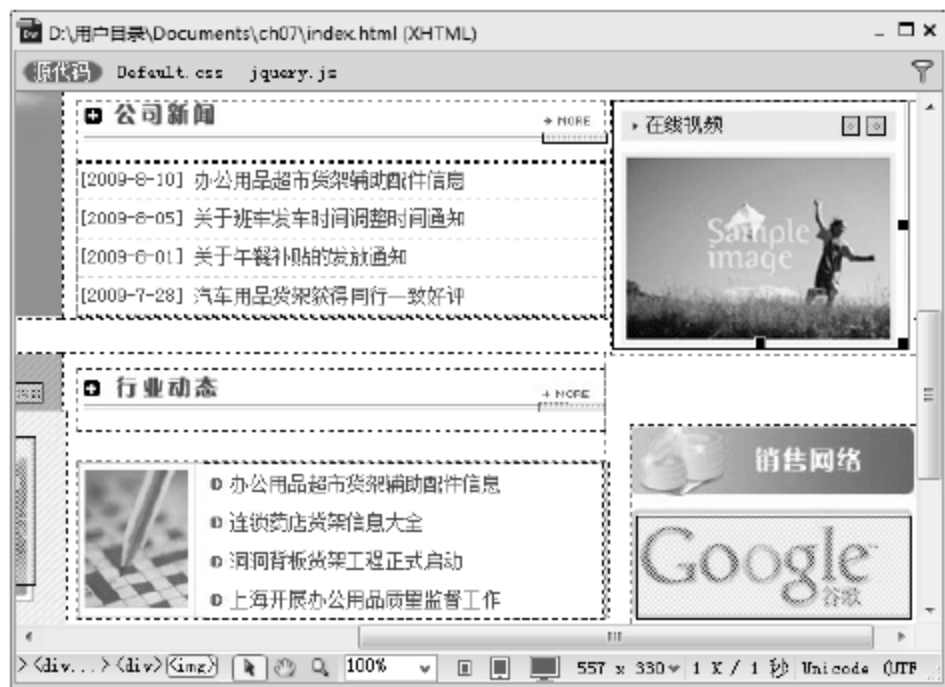 D:\用户目录\Documents\ch07\index.html (XHTML)
源代码 Default.css jquery.js
公司新闻
MORE
[2009-8-10] 办公用品超市货架辅助配件信息
[2009-8-05] 关于班车发车时间调整时间通知
[2009-8-01] 关于午餐补贴的发放通知
[2009-7-28] 汽车用品货架获得同行一致好评
在线视频
Sample
image
行业动态
MORE
办公用品超市货架辅助配件信息
连锁药店货架信息大全
洞洞背板货架工程正式启动
上海开展办公用品质量监督工作
销售网络
Google
谷歌
> <div...> <div> <img> 100% 557 x 330 1 K / 1 秒 Unicode (UTF